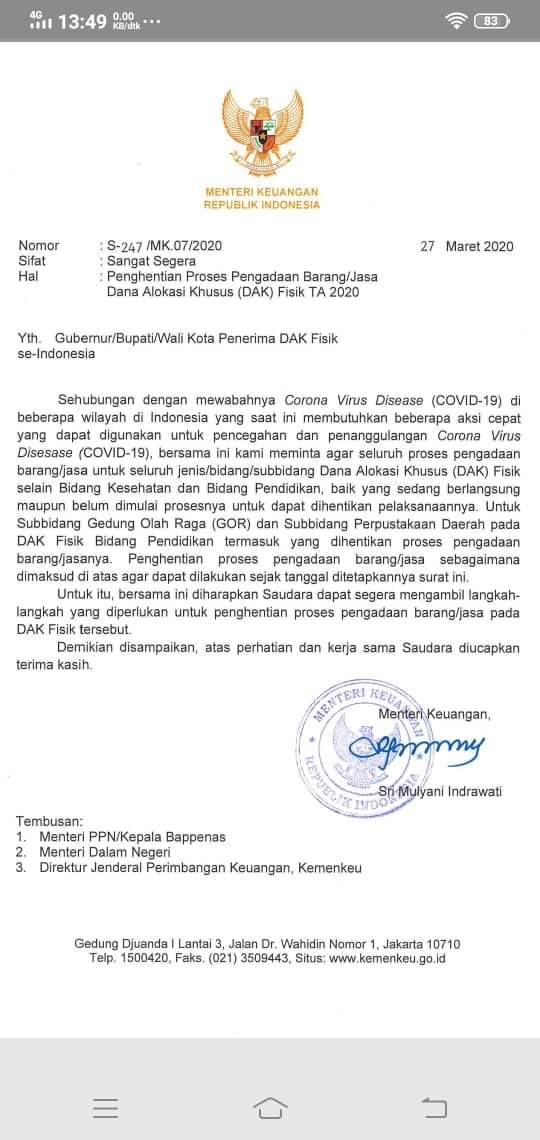 4G 13:49 0.00 KB/dtk ... 83
MENTERI KEUANGAN
REPUBLIK INDONESIA
Nomor : S-247 /MK.07/2020 27 Maret 2020
Sifat : Sangat Segera
Hal : Penghentian Proses Pengadaan Barang/Jasa
Dana Alokasi Khusus (DAK) Fisik TA 2020
Yth. Gubernur/Bupati/Wali Kota Penerima DAK Fisik
se-Indonesia
Sehubungan dengan mewabahnya Corona Virus Disease (COVID-19) di
beberapa wilayah di Indonesia yang saat ini membutuhkan beberapa aksi cepat
yang dapat digunakan untuk pencegahan dan penanggulangan Corona Virus
Disesase (COVID-19), bersama ini kami meminta agar seluruh proses pengadaan
barang/jasa untuk seluruh jenis/bidang/subbidang Dana Alokasi Khusus (DAK) Fisik
selain Bidang Kesehatan dan Bidang Pendidikan, baik yang sedang berlangsung
maupun belum dimulai prosesnya untuk dapat dihentikan pelaksanaannya. Untuk
Subbidang Gedung Olah Raga (GOR) dan Subbidang Perpustakaan Daerah pada
DAK Fisik Bidang Pendidikan termasuk yang dihentikan proses pengadaan
barang/jasanya. Penghentian proses pengadaan barang/jasa sebagaimana
dimaksud di atas agar dapat dilakukan sejak tanggal ditetapkannya surat ini.
Untuk itu, bersama ini diharapkan Saudara dapat segera mengambil langkah-
langkah yang diperlukan untuk penghentian proses pengadaan barang/jasa pada
DAK Fisik tersebut.
Demikian disampaikan, atas perhatian dan kerja sama Saudara diucapkan
terima kasih.
MENTERI KEUANGAN
REPUBLIK INDONESIA
Menteri Keuangan,
Sri Mulyani Indrawati
Tembusan:
1. Menteri PPN/Kepala Bappenas
2. Menteri Dalam Negeri
3. Direktur Jenderal Perimbangan Keuangan, Kemenkeu
Gedung Djuanda I Lantai 3, Jalan Dr. Wahidin Nomor 1, Jakarta 10710
Telp. 1500420, Faks. (021) 3509443, Situs: www.kemenkeu.go.id